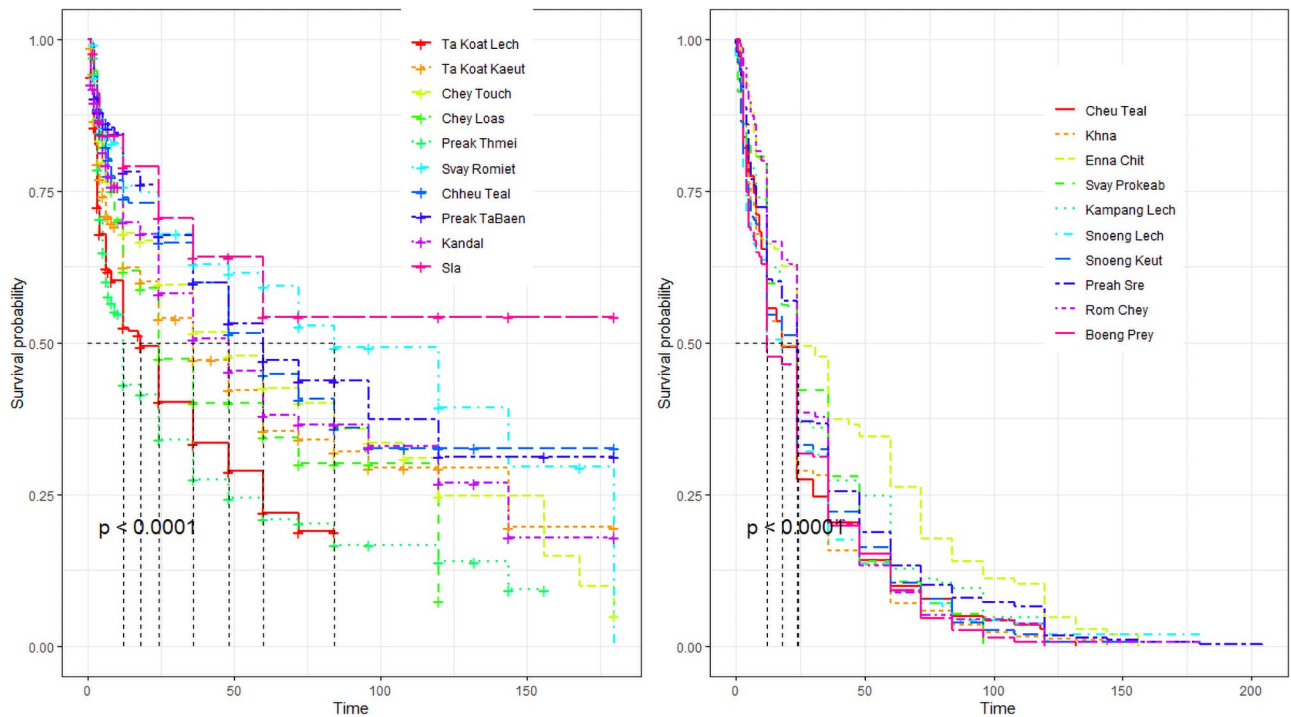 1.00
0.75
0.50
0.25
0.00
Survival probability
0
50
100
150
Time
p < 0.0001
Ta Koat Lech
Ta Koat Kaeut
Chey Touch
Chey Loas
Preak Thmei
Svay Romiet
Chheu Teal
Preak TaBaen
Kandal
Sla
1.00
0.75
0.50
0.25
0.00
Survival probability
0
50
100
150
200
Time
p < 0.0001
Cheu Teal
Khna
Enna Chit
Svay Prokeab
Kampang Lech
Snoeng Lech
Snoeng Keut
Preah Sre
Rom Chey
Boeng Prey